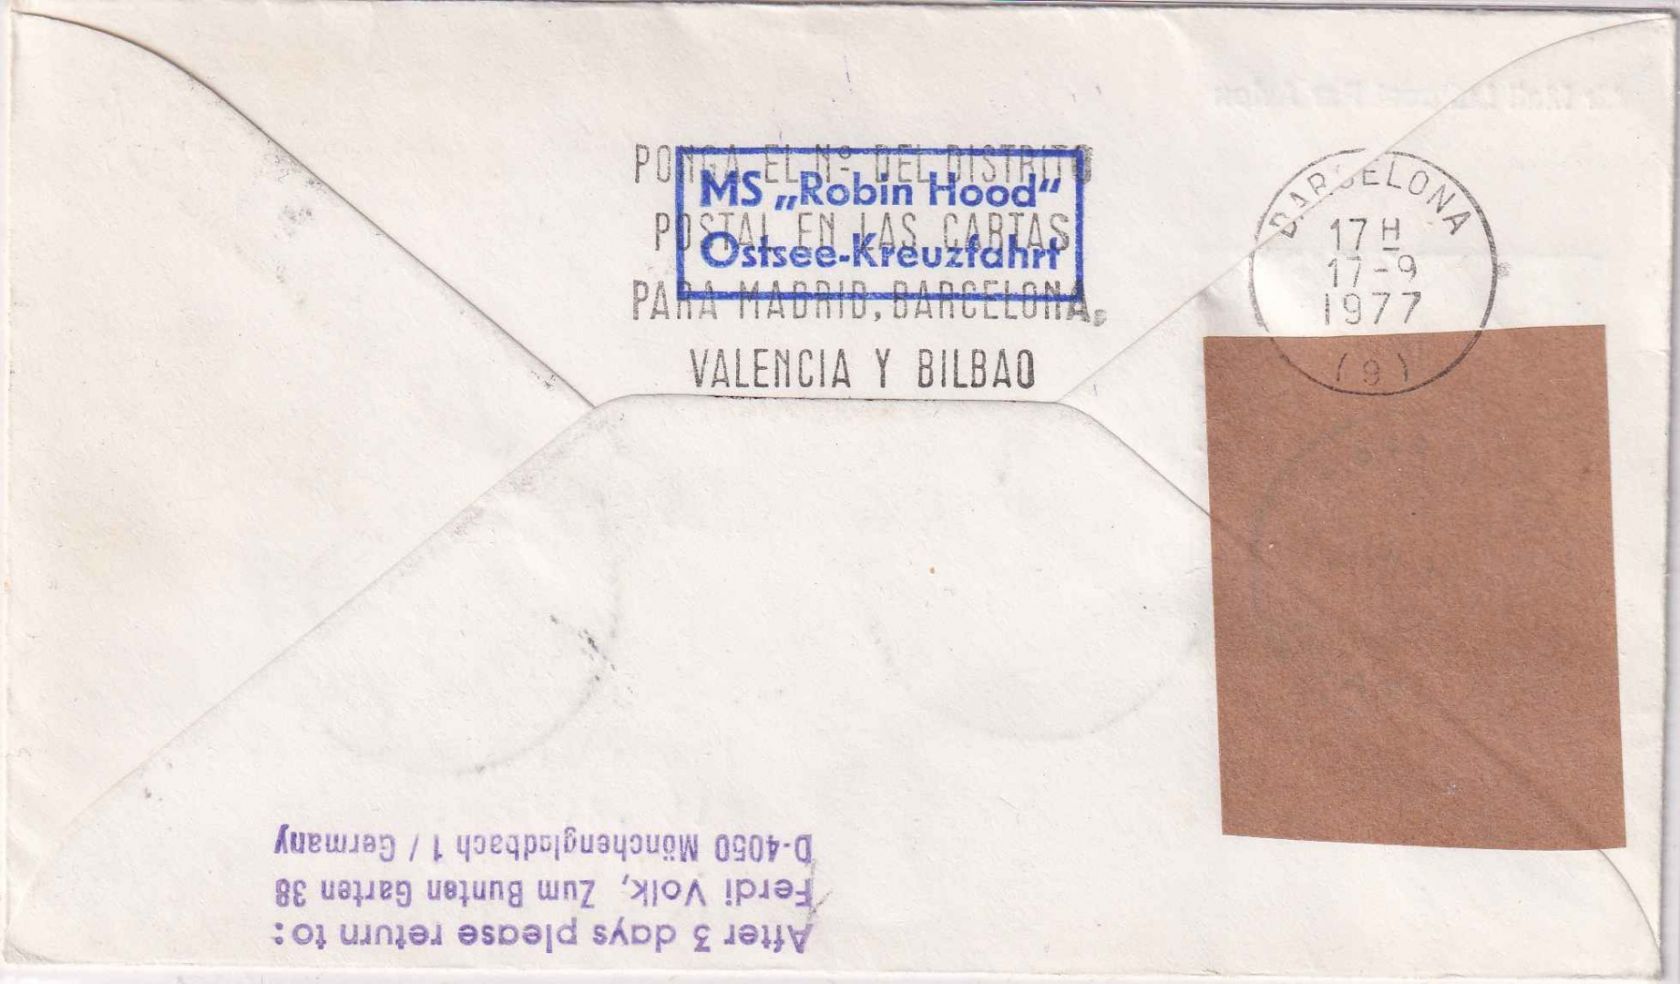 PONGA EL Nº DEL DISTRITO
POSTAL EN LAS CARTAS
PARA MADRID, BARCELONA,
VALENCIA Y BILBAO
MS „Robin Hood“
Ostsee-Kreuzfahrt
BARCELONA
17 H
17-9
1977
(9)
After 3 days please return to:
Ferdi Volk, Zum Bunten Garten 38
D-4050 Mönchengladbach 1 / Germany